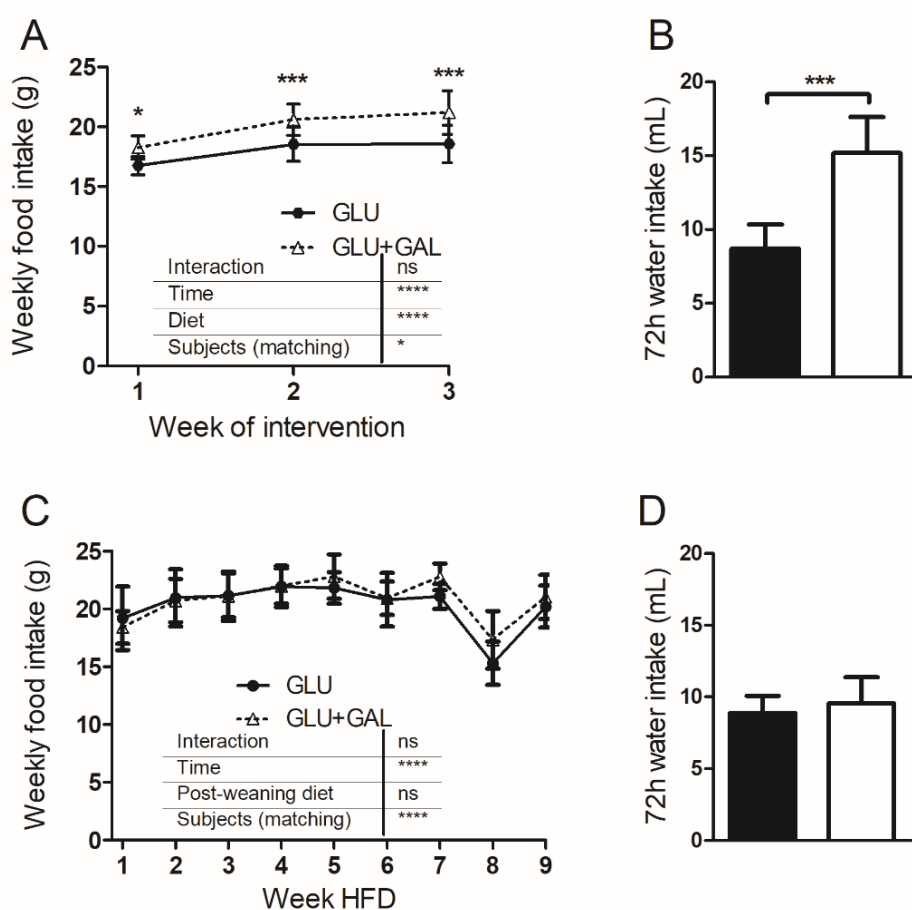 A
Weekly food intake (g)
25
20
15
10
5
0
* *** ***
GLU
GLU+GAL
Interaction ns
Time ****
Diet ****
Subjects (matching) *
1 2 3
Week of intervention
B
72h water intake (mL)
20
15
10
5
0
***
C
Weekly food intake (g)
25
20
15
10
5
0
GLU
GLU+GAL
Interaction ns
Time ****
Post-weaning diet ns
Subjects (matching) ****
1 2 3 4 5 6 7 8 9
Week HFD
D
72h water intake (mL)
20
15
10
5
0